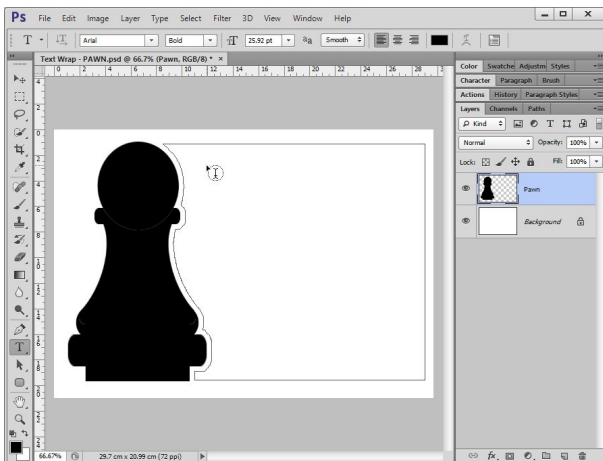 Ps File Edit Image Layer Type Select Filter 3D View Window Help
T Arial Bold 25.92 pt aa Smooth
Text Wrap - PAWN.psd @ 66.7% (Pawn, RGB/8) * ×
0 2 4 6 8 10 12 14 16 18 20 22 24 26 28
Color Swatche Adjustm Styles
Character Paragraph Brush
Actions History Paragraph Styles
Layers Channels Paths
Kind
Normal Opacity: 100%
Lock: Fill: 100%
Pawn
Background
66.67% 29.7 cm x 20.99 cm (72 ppi)